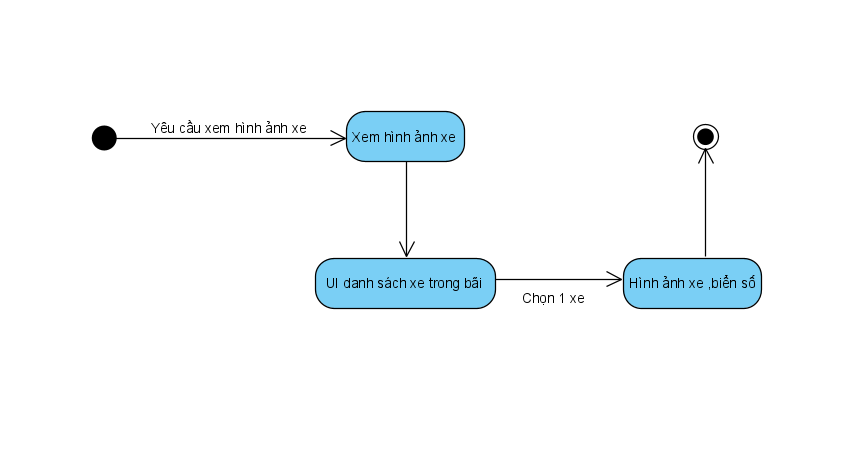 Yêu cầu xem hình ảnh xe
Xem hình ảnh xe
UI danh sách xe trong bãi
Chọn 1 xe
Hình ảnh xe ,biển số